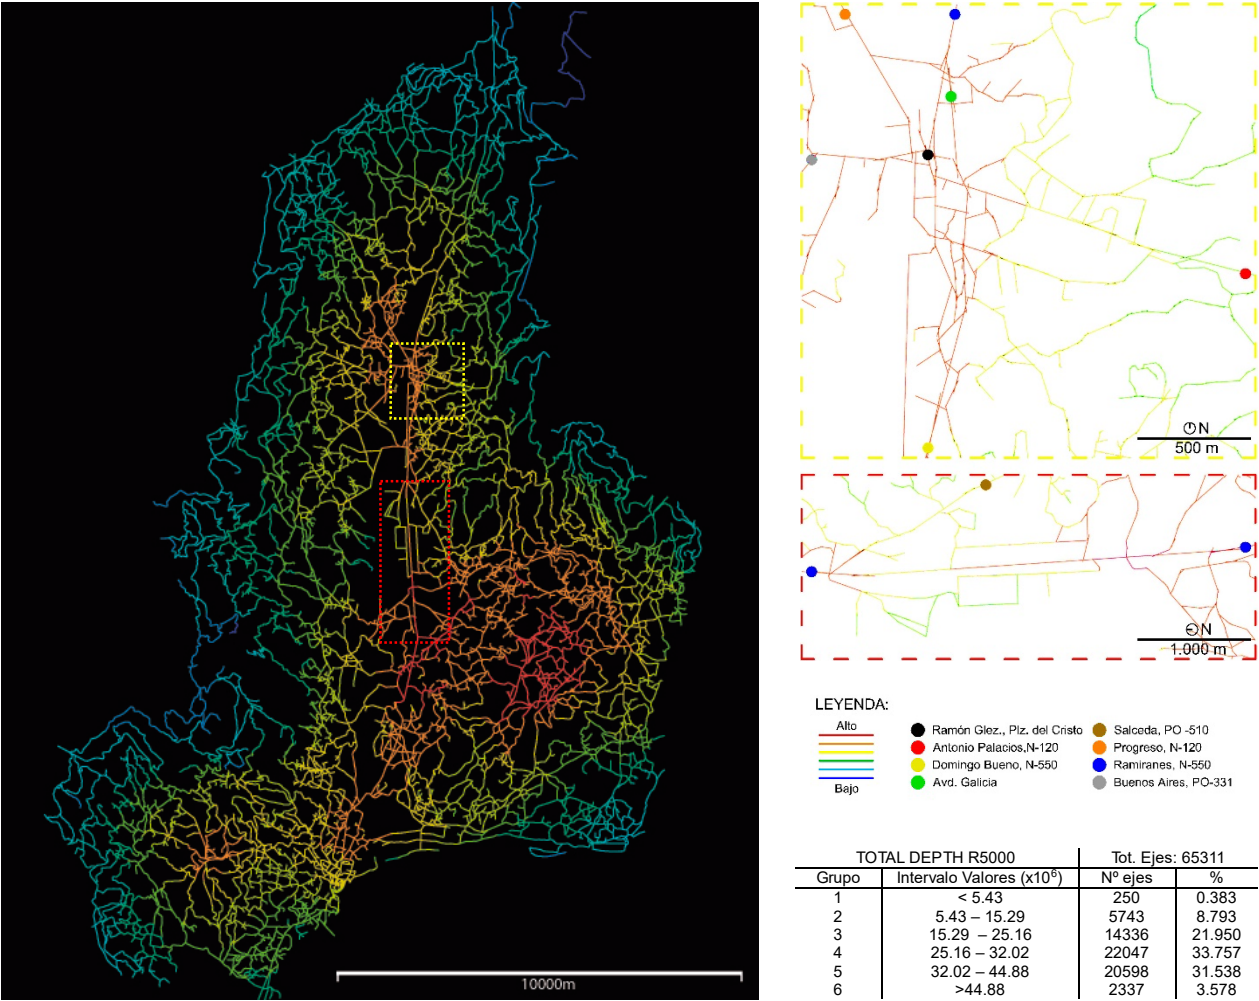 10000m
N
500 m
N
1.000 m
LEYENDA:
Alto
Bajo
Ramón Glez., Plz. del Cristo
Antonio Palacios,N-120
Domingo Bueno, N-550
Avd. Galicia
Salceda, PO -510
Progreso, N-120
Ramiranes, N-550
Buenos Aires, PO-331
TOTAL DEPTH R5000 Tot. Ejes: 65311
Grupo Intervalo Valores (x10⁶) Nº ejes %
1 < 5.43 250 0.383
2 5.43 – 15.29 5743 8.793
3 15.29 – 25.16 14336 21.950
4 25.16 – 32.02 22047 33.757
5 32.02 – 44.88 20598 31.538
6 >44.88 2337 3.578